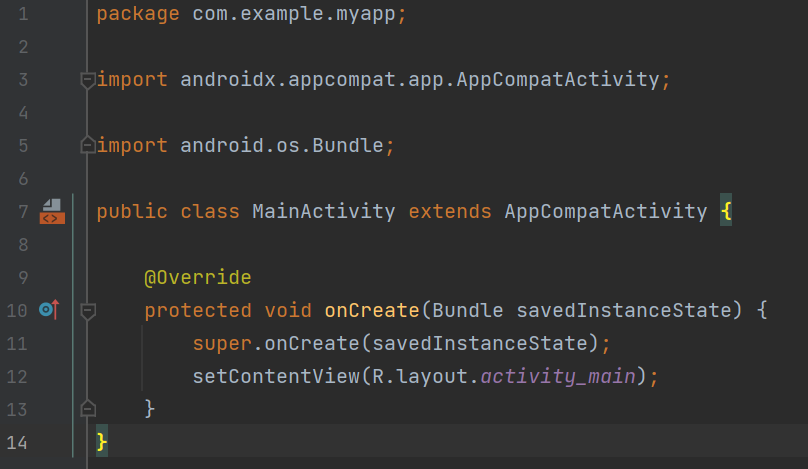 1 package com.example.myapp;
2
3 import androidx.appcompat.app.AppCompatActivity;
4
5 import android.os.Bundle;
6
7 <> public class MainActivity extends AppCompatActivity {
8
9 @Override
10 protected void onCreate(Bundle savedInstanceState) {
11 super.onCreate(savedInstanceState);
12 setContentView(R.layout.activity_main);
13 }
14 }